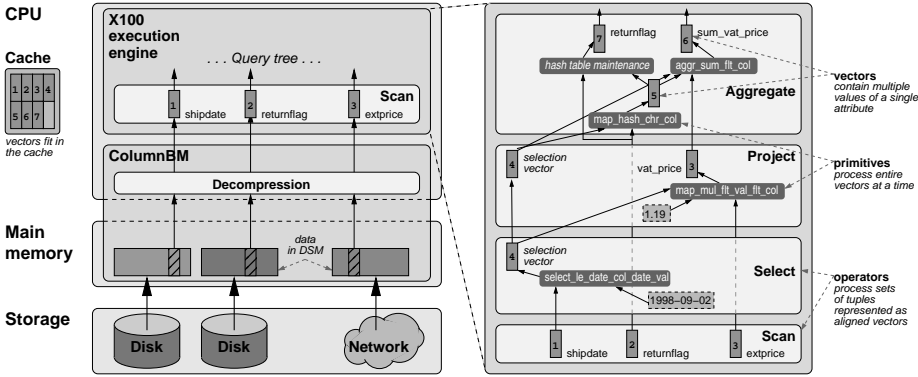 CPU
Cache
1 2 3 4
5 6 7
vectors fit in
the cache
Main
memory
Storage
X100
execution
engine
. . . Query tree . . .
Scan
1 shipdate
2 returnflag
3 extprice
ColumnBM
Decompression
data
in DSM
Disk
Disk
Network
7 returnflag
6 sum_vat_price
hash table maintenance
aggr_sum_flt_col
5
Aggregate
map_hash_chr_col
4 selection
vector
vat_price 3
Project
map_mul_flt_val_flt_col
1.19
4 selection
vector
Select
select_le_date_col_date_val
1998-09-02
Scan
1 shipdate
2 returnflag
3 extprice
vectors
contain multiple
values of a single
attribute
primitives
process entire
vectors at a time
operators
process sets
of tuples
represented as
aligned vectors